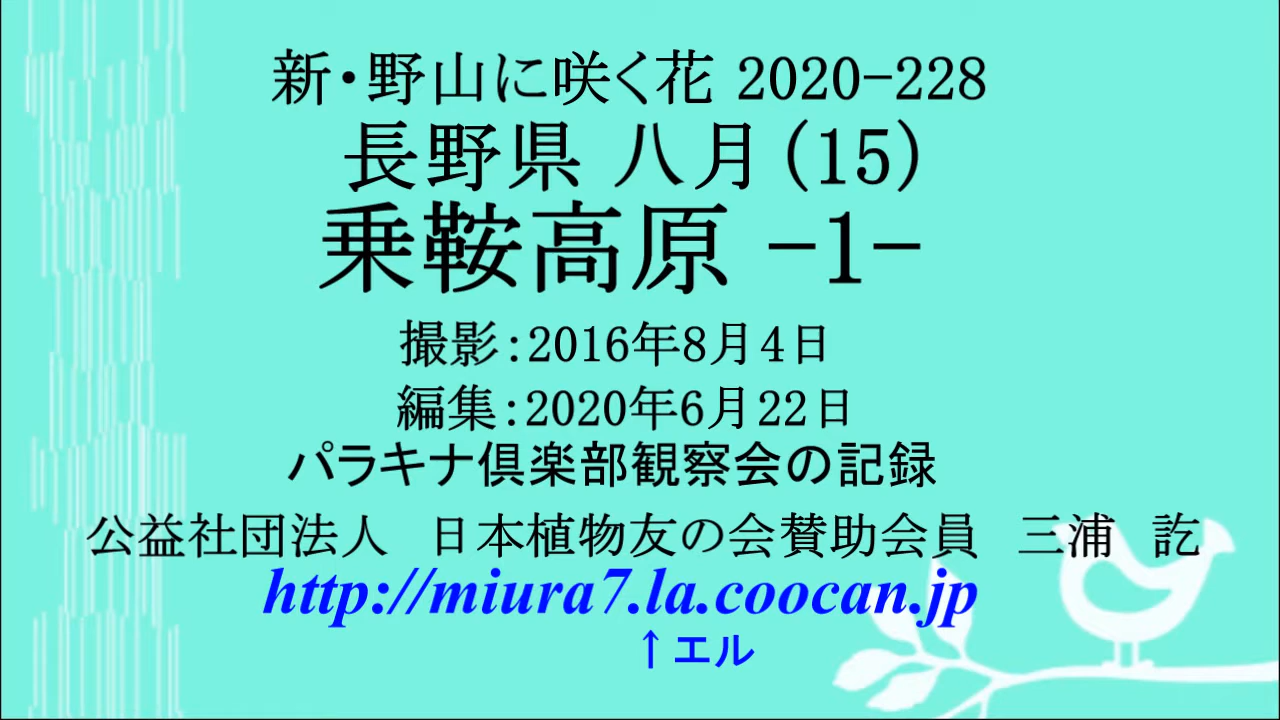 新・野山に咲く花 2020-228
長野県 八月(15)
乗鞍高原 -1-
撮影:2016年8月4日
編集:2020年6月22日
パラキナ倶楽部観察会の記録
公益社団法人　日本植物友の会賛助会員　三浦　訖
http://miura7.la.coocan.jp
↑エル